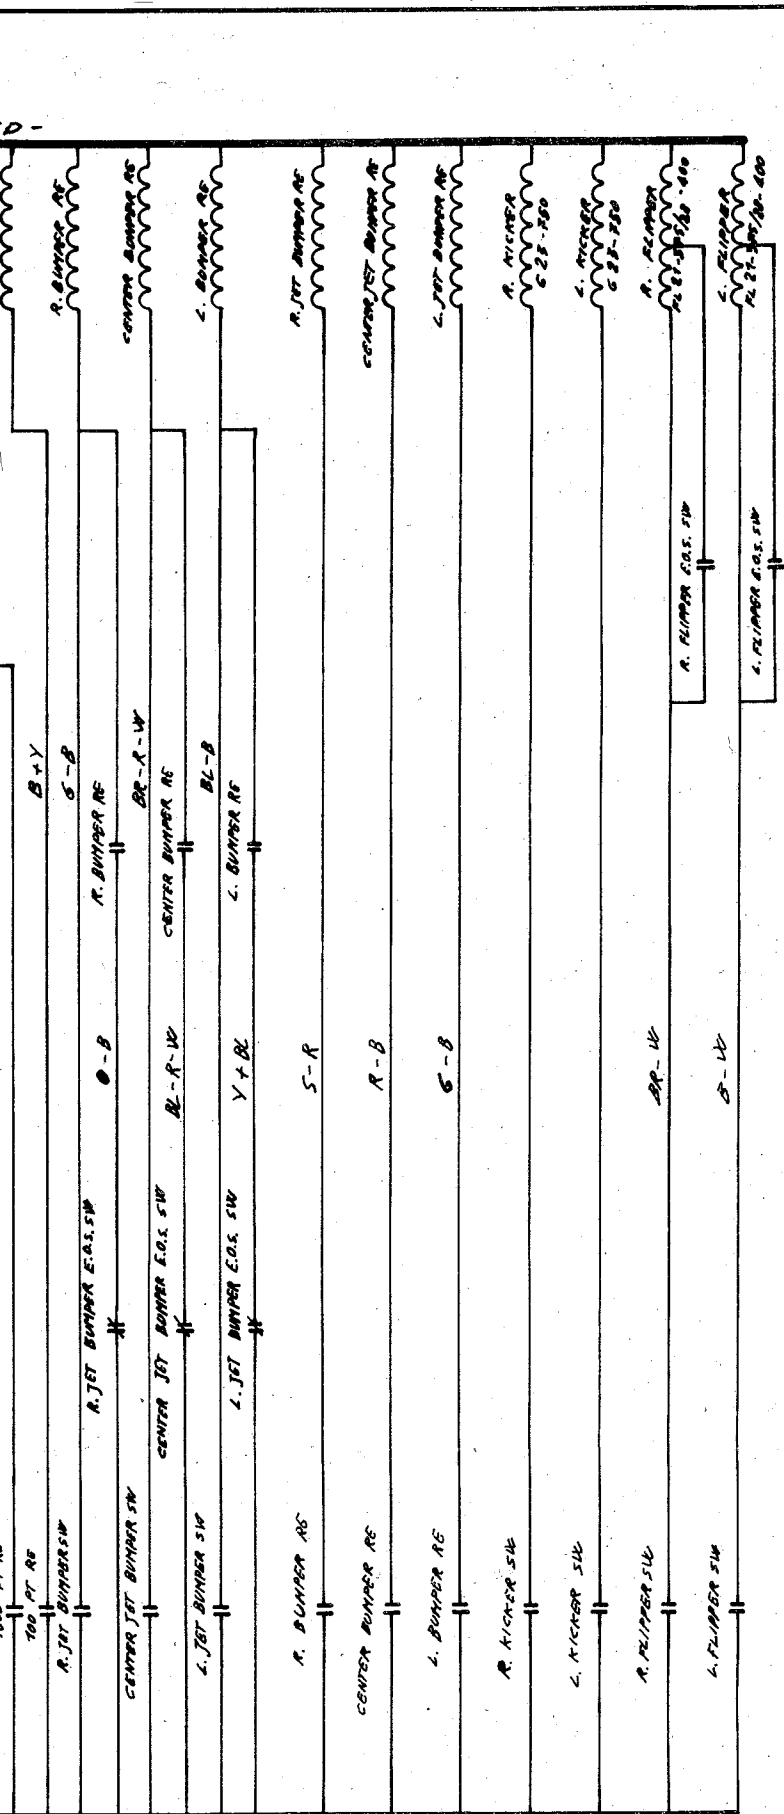 ED -
R. BUMPER RE
CENTER BUMPER RE
L. BUMPER RE
R. JET BUMPER RE
CENTER JET BUMPER RE
L. JET BUMPER RE
R. KICKER
G 23-750
L. KICKER
G 23-750
R. FLIPPER
L. FLIPPER
R. FLIPPER E.O.S. SW
L. FLIPPER E.O.S. SW
B + Y
G - B
R. BUMPER RE
BR - R - W
CENTER BUMPER RE
BL - B
L. BUMPER RE
O - B
BL - R - W
Y + BL
S - R
R - B
G - B
BR - W
B - W
R. JET BUMPER E.O.S. SW
CENTER JET BUMPER E.O.S. SW
L. JET BUMPER E.O.S. SW
100 PT RE
R. JET BUMPER SW
CENTER JET BUMPER SW
L. JET BUMPER SW
R. BUMPER RE
CENTER BUMPER RE
L. BUMPER RE
R. KICKER SW
L. KICKER SW
R. FLIPPER SW
L. FLIPPER SW